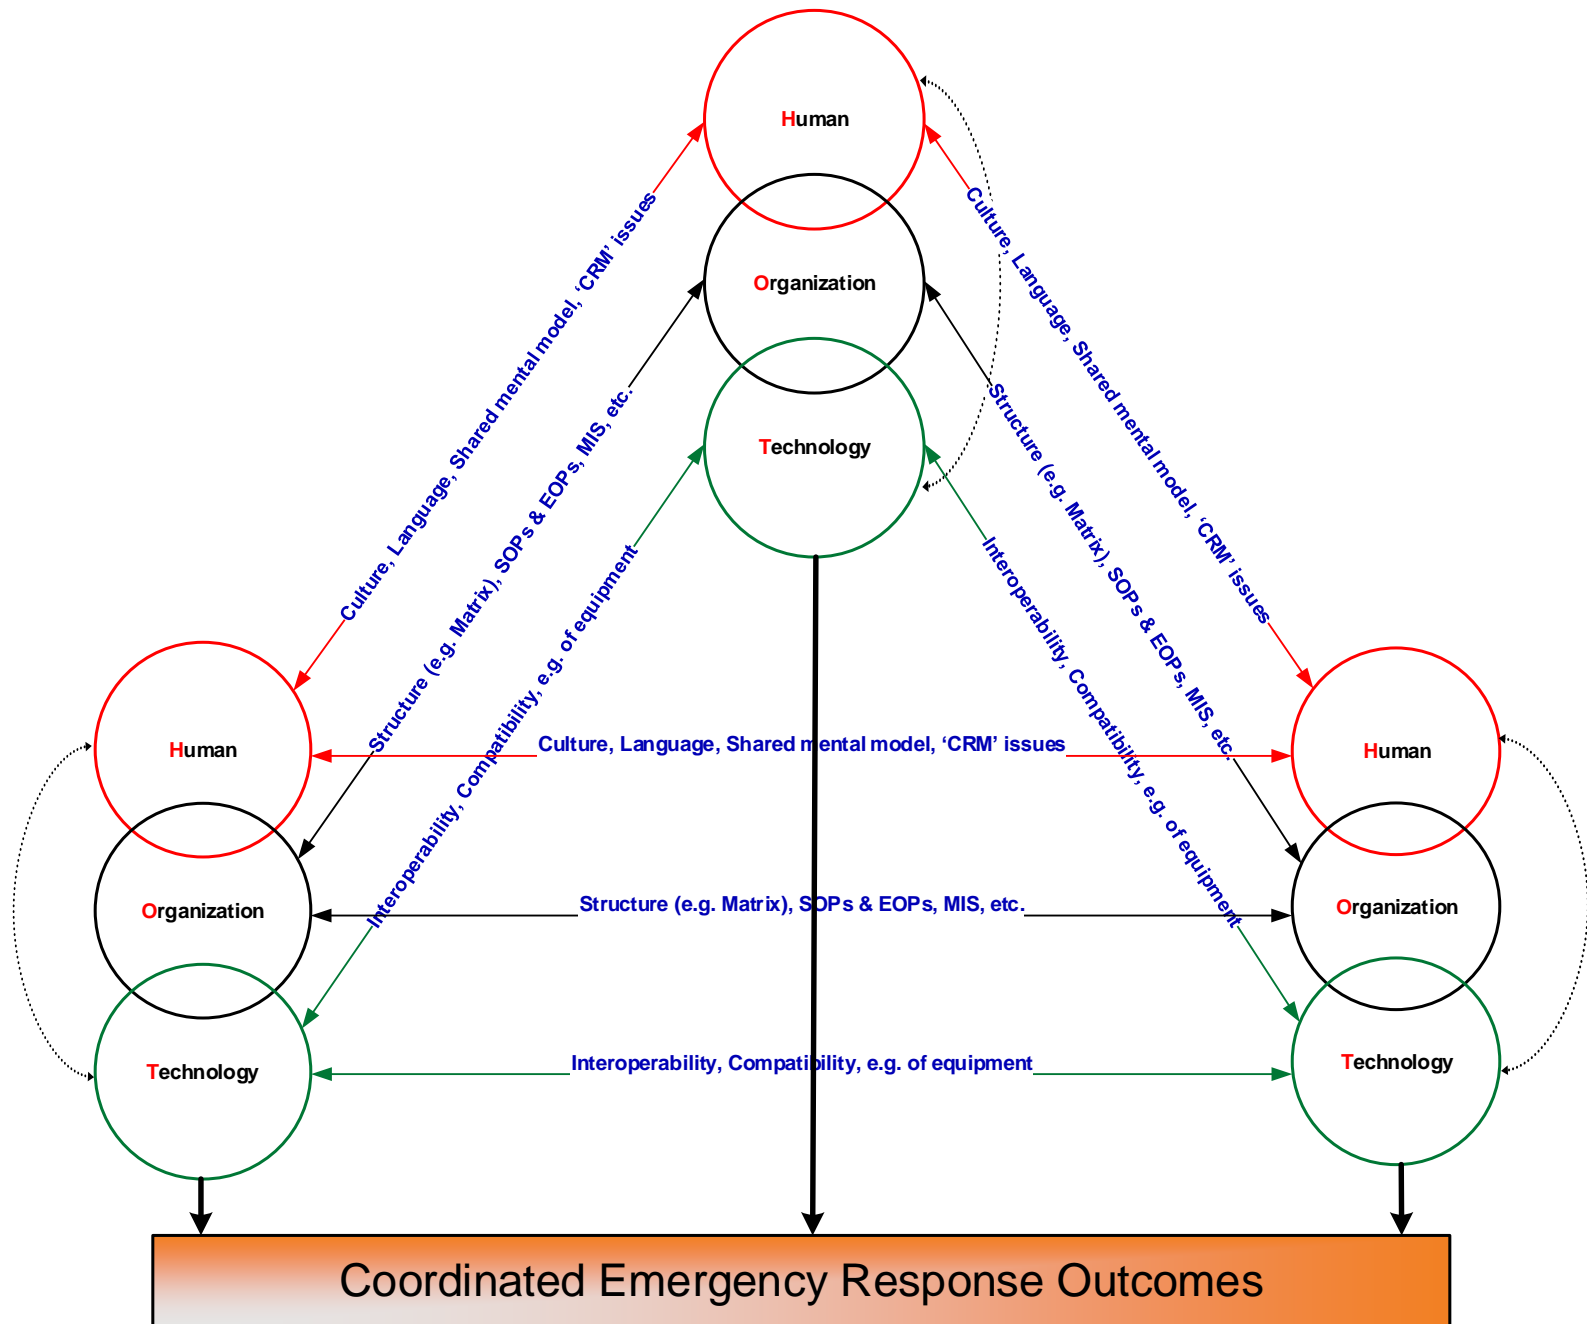 Human
Organization
Technology
Culture, Language, Shared mental model, ‘CRM’ issues
Structure (e.g. Matrix), SOPs & EOPs, MIS, etc.
Interoperability, Compatibility, e.g. of equipment
Culture, Language, Shared mental model, ‘CRM’ issues
Structure (e.g. Matrix), SOPs & EOPs, MIS, etc.
Interoperability, Compatibility, e.g. of equipment
Human
Culture, Language, Shared mental model, ‘CRM’ issues
Human
Organization
Structure (e.g. Matrix), SOPs & EOPs, MIS, etc.
Organization
Technology
Interoperability, Compatibility, e.g. of equipment
Technology
Coordinated Emergency Response Outcomes